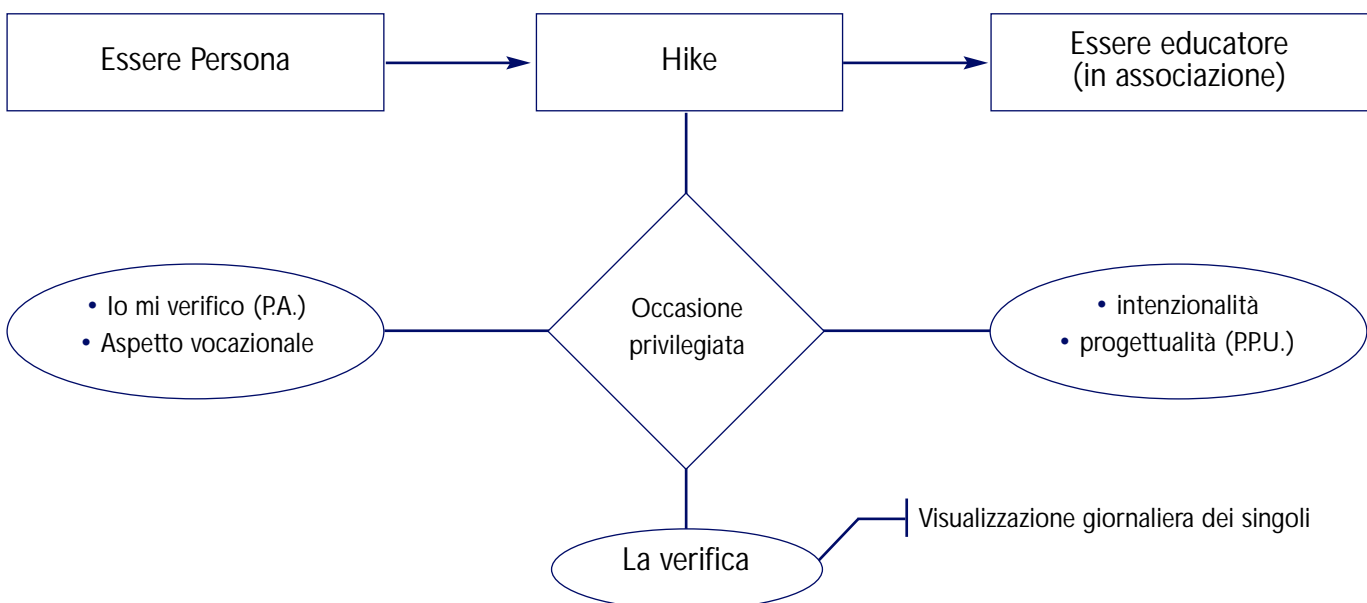 Essere Persona
Hike
Essere educatore
(in associazione)
• Io mi verifico (P.A.)
• Aspetto vocazionale
Occasione
privilegiata
• intenzionalità
• progettualità (P.P.U.)
La verifica
Visualizzazione giornaliera dei singoli